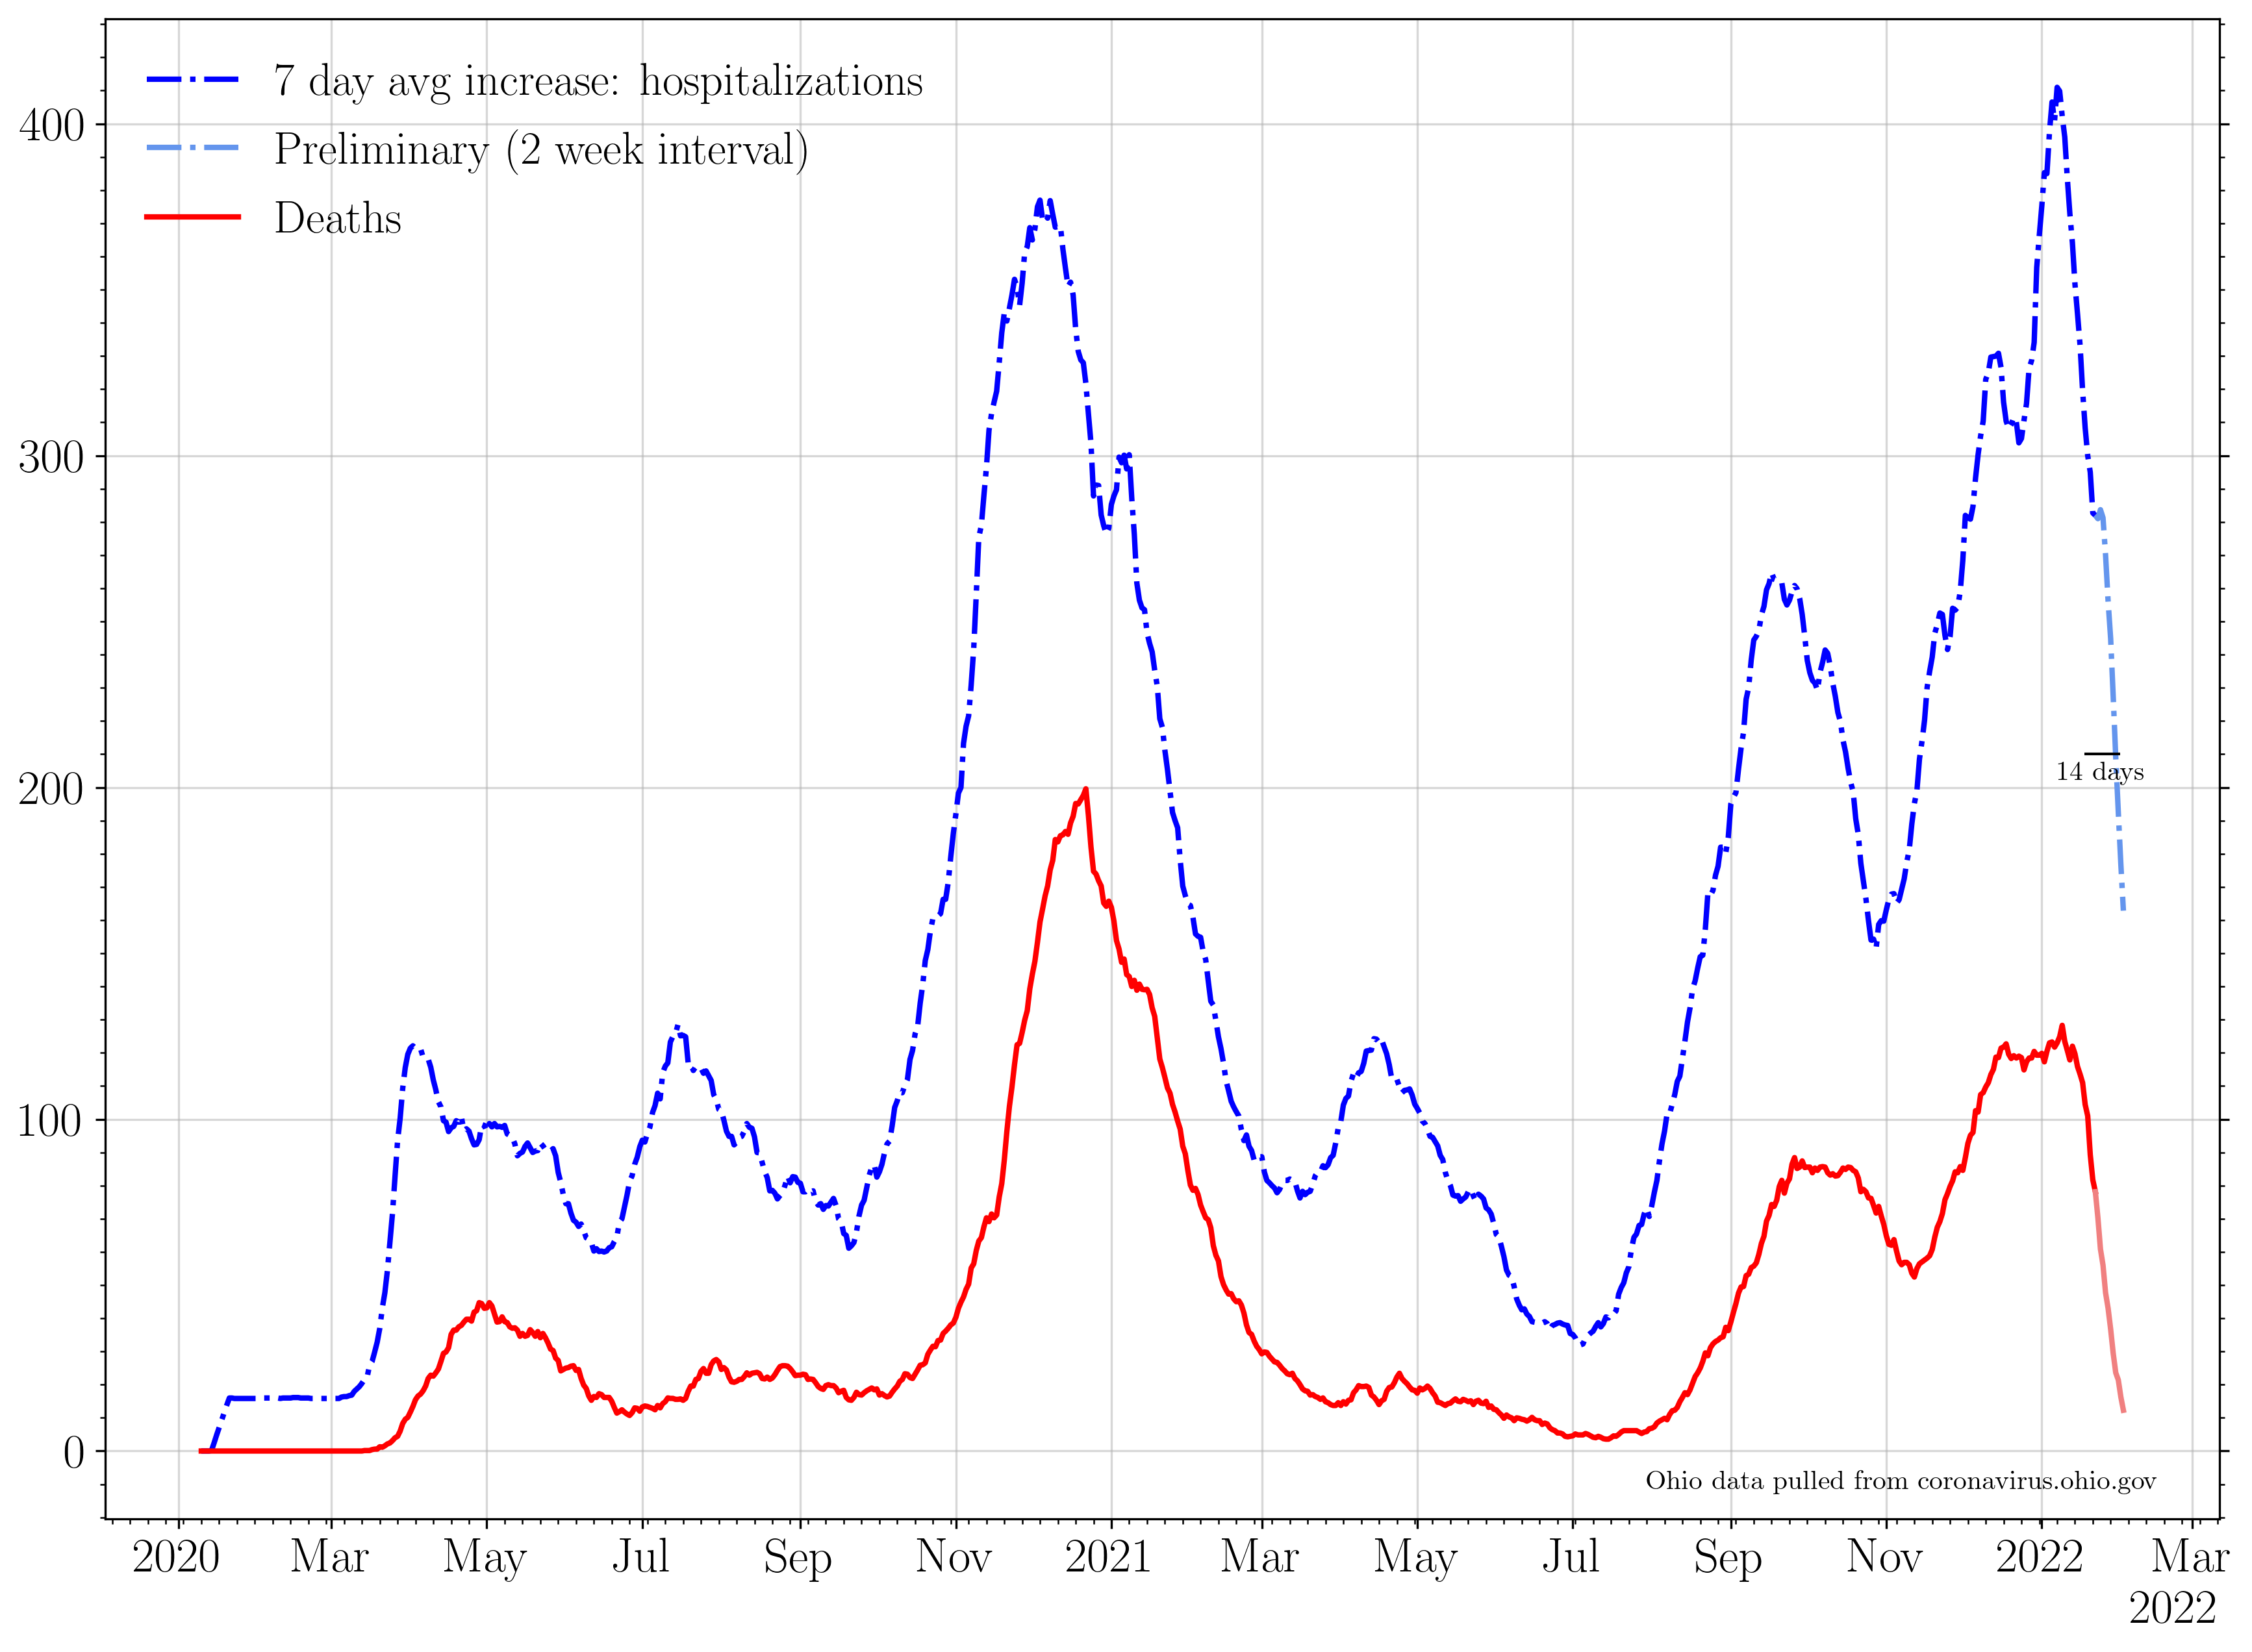 7 day avg increase: hospitalizations
Preliminary (2 week interval)
Deaths
400
300
200
100
0
14 days
Ohio data pulled from coronavirus.ohio.gov
2020 Mar May Jul Sep Nov 2021 Mar May Jul Sep Nov 2022 Mar
2022